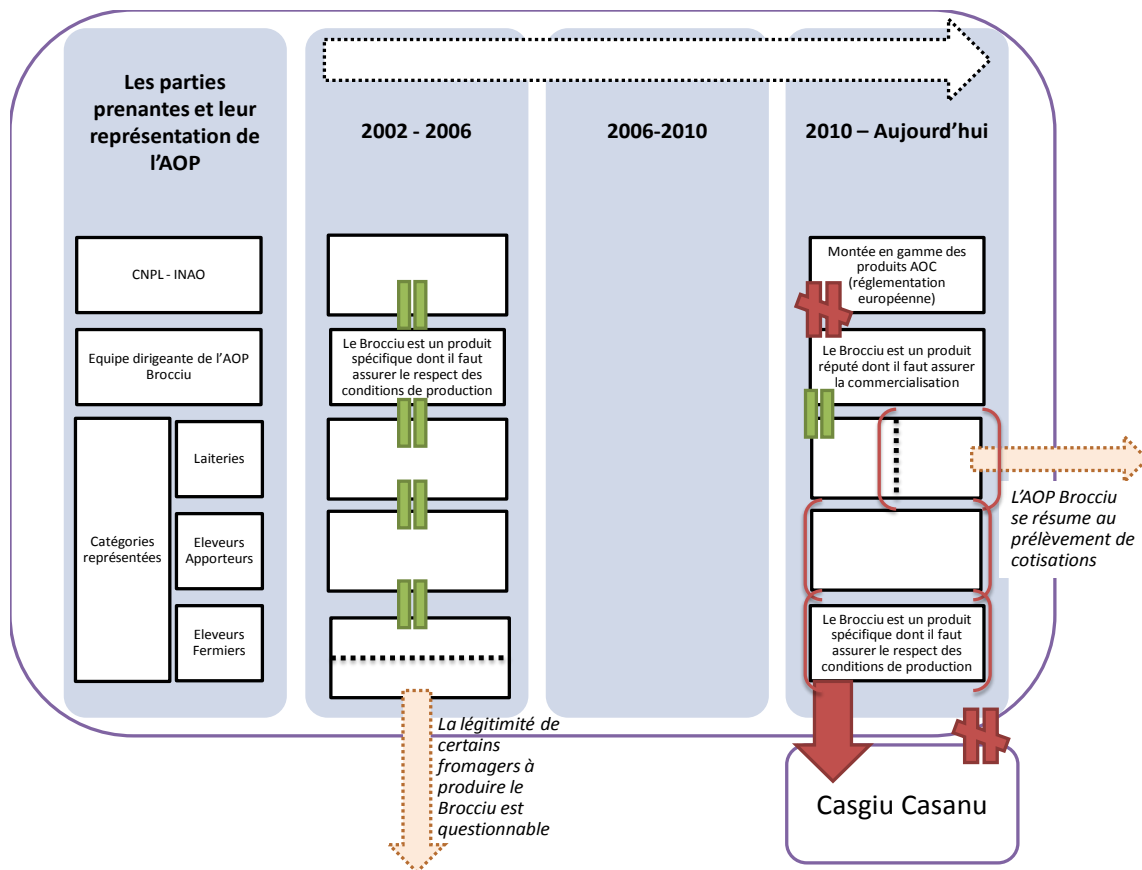 Les parties
prenantes et leur
représentation de
l'AOP
2002 - 2006
2006-2010
2010 – Aujourd'hui
CNPL - INAO
Montée en gamme des
produits AOC
(réglementation
européenne)
Equipe dirigeante de l'AOP
Brocciu
Le Brocciu est un produit
spécifique dont il faut
assurer le respect des
conditions de production
Le Brocciu est un produit
réputé dont il faut assurer
la commercialisation
Catégories
représentées
Laiteries
Eleveurs
Apporteurs
Eleveurs
Fermiers
L'AOP Brocciu
se résume au
prélèvement de
cotisations
Le Brocciu est un produit
spécifique dont il faut
assurer le respect des
conditions de production
La légitimité de
certains
fromagers à
produire le
Brocciu est
questionnable
Casgiu Casanu